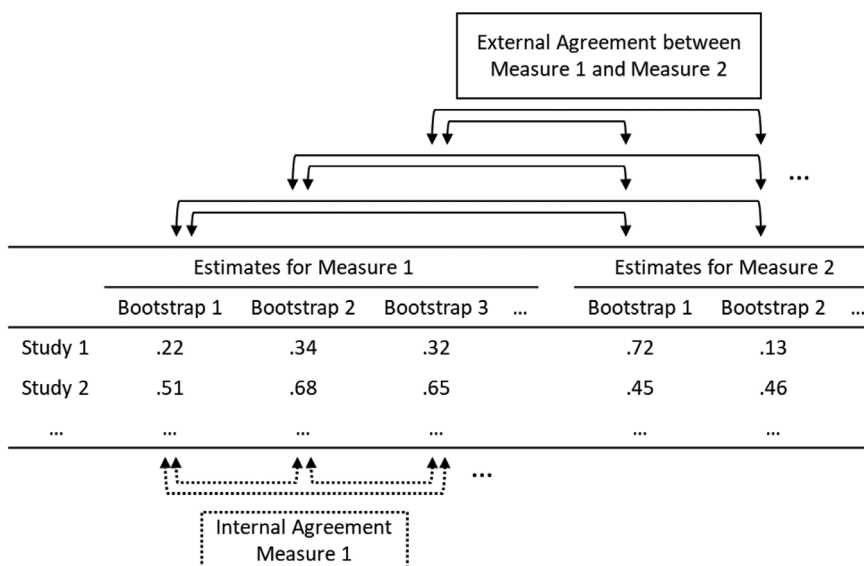 External Agreement between
Measure 1 and Measure 2
...
Estimates for Measure 1 Estimates for Measure 2
Bootstrap 1 Bootstrap 2 Bootstrap 3 ... Bootstrap 1 Bootstrap 2 ...
Study 1 .22 .34 .32 .72 .13
Study 2 .51 .68 .65 .45 .46
... ... ... ... ... ...
...
Internal Agreement
Measure 1